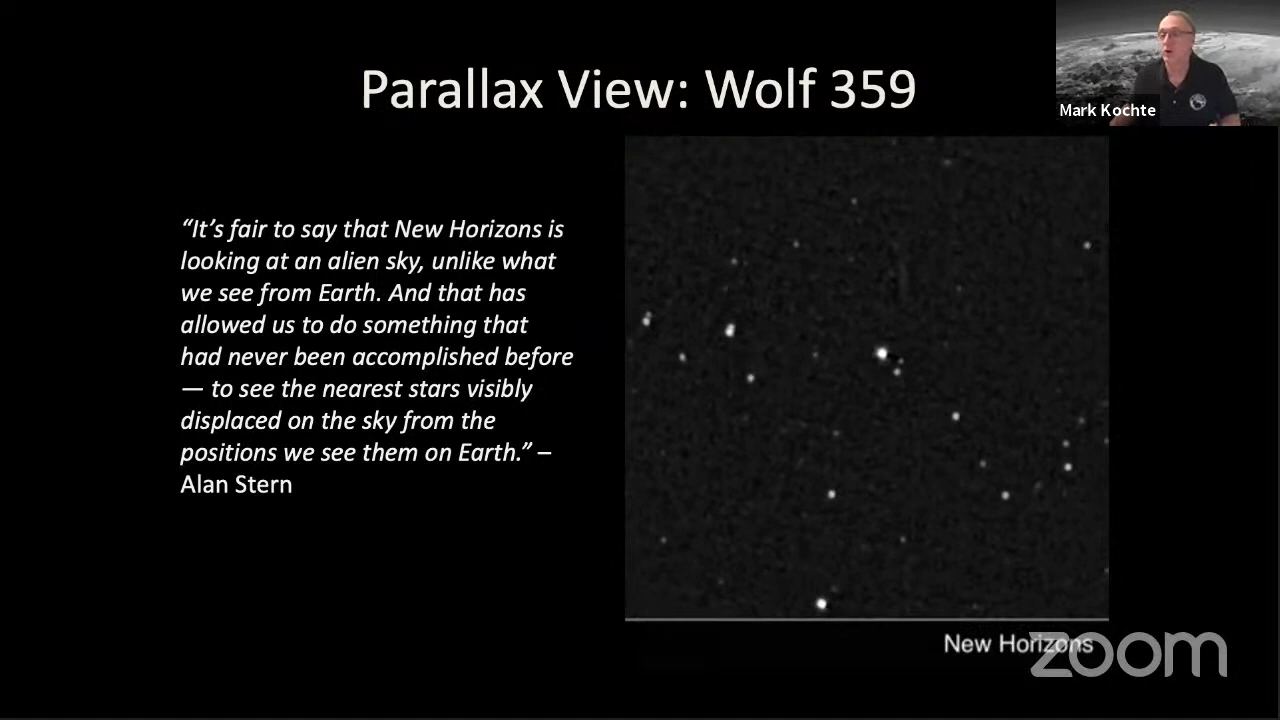 Parallax View: Wolf 359
Mark Kochte
“It’s fair to say that New Horizons is
looking at an alien sky, unlike what
we see from Earth. And that has
allowed us to do something that
had never been accomplished before
— to see the nearest stars visibly
displaced on the sky from the
positions we see them on Earth.” –
Alan Stern
New Horizons
zoom